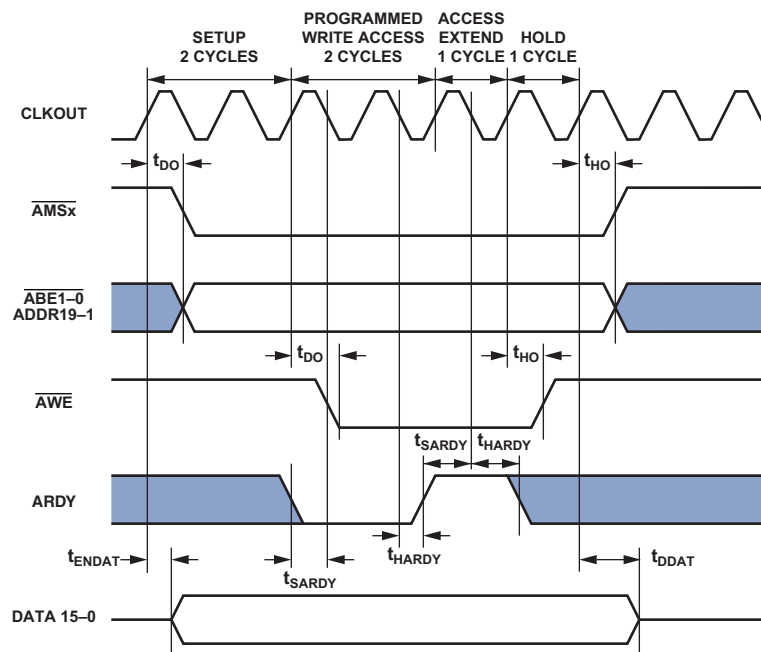 SETUP
2 CYCLES
PROGRAMMED
WRITE ACCESS
2 CYCLES
ACCESS
EXTEND
1 CYCLE
HOLD
1 CYCLE
CLKOUT
tDO
tHO
AMSx
ABE1–0
ADDR19–1
tDO
tHO
AWE
tSARDY
tHARDY
ARDY
tENDAT
tSARDY
tHARDY
tDDAT
DATA 15–0